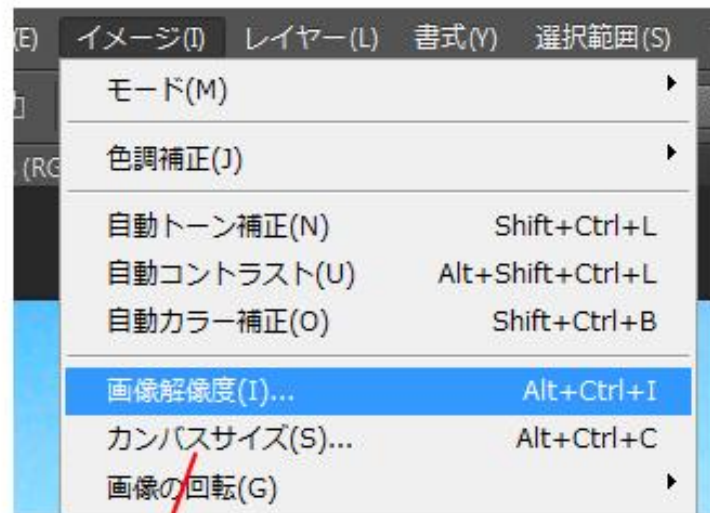 (E) イメージ(I) レイヤー(L) 書式(Y) 選択範囲(S)
モード(M)
(RG
色調補正(J)
自動トーン補正(N) Shift+Ctrl+L
自動コントラスト(U) Alt+Shift+Ctrl+L
自動カラー補正(O) Shift+Ctrl+B
画像解像度(I)... Alt+Ctrl+I
カンバスサイズ(S)... Alt+Ctrl+C
画像の回転(G)